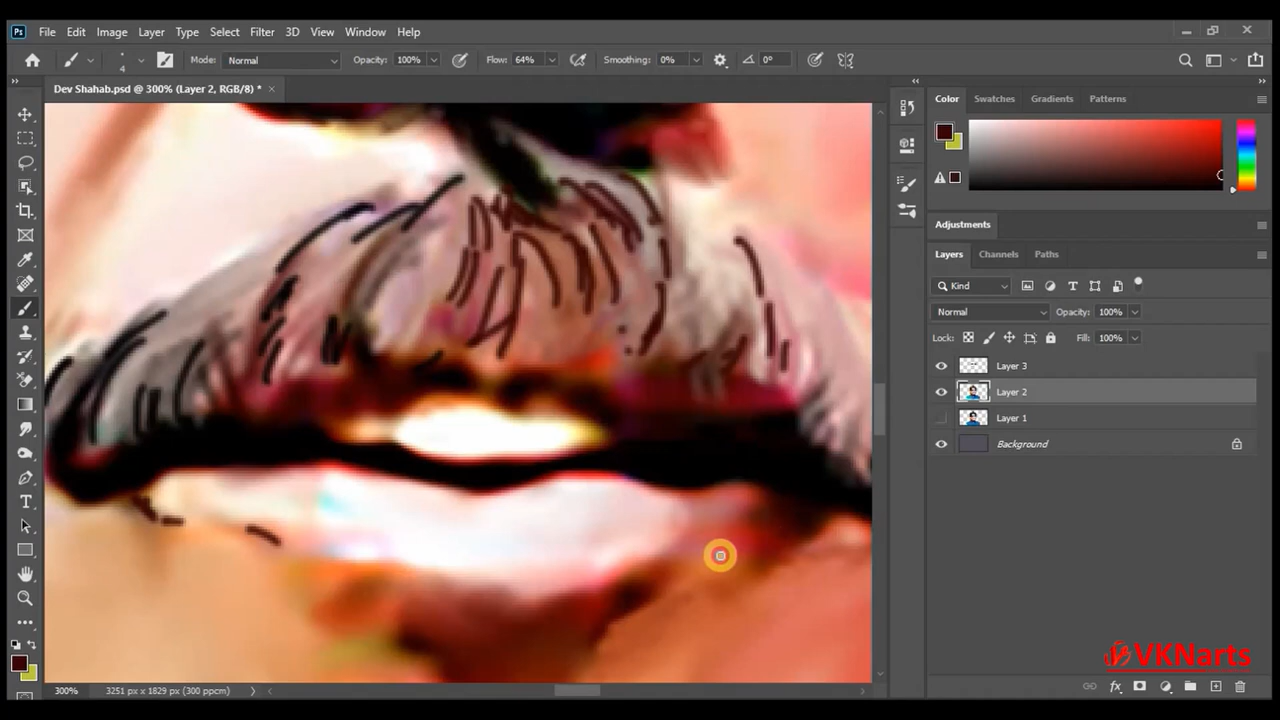 Ps File Edit Image Layer Type Select Filter 3D View Window Help
4 Mode: Normal Opacity: 100% Flow: 64% Smoothing: 0% 0°
Dev Shahab.psd @ 300% (Layer 2, RGB/8) *
Color Swatches Gradients Patterns
Adjustments
Layers Channels Paths
Kind
Normal Opacity: 100%
Lock: Fill: 100%
Layer 3
Layer 2
Layer 1
Background
VKNarts
300% 3251 px x 1829 px (300 ppcm)